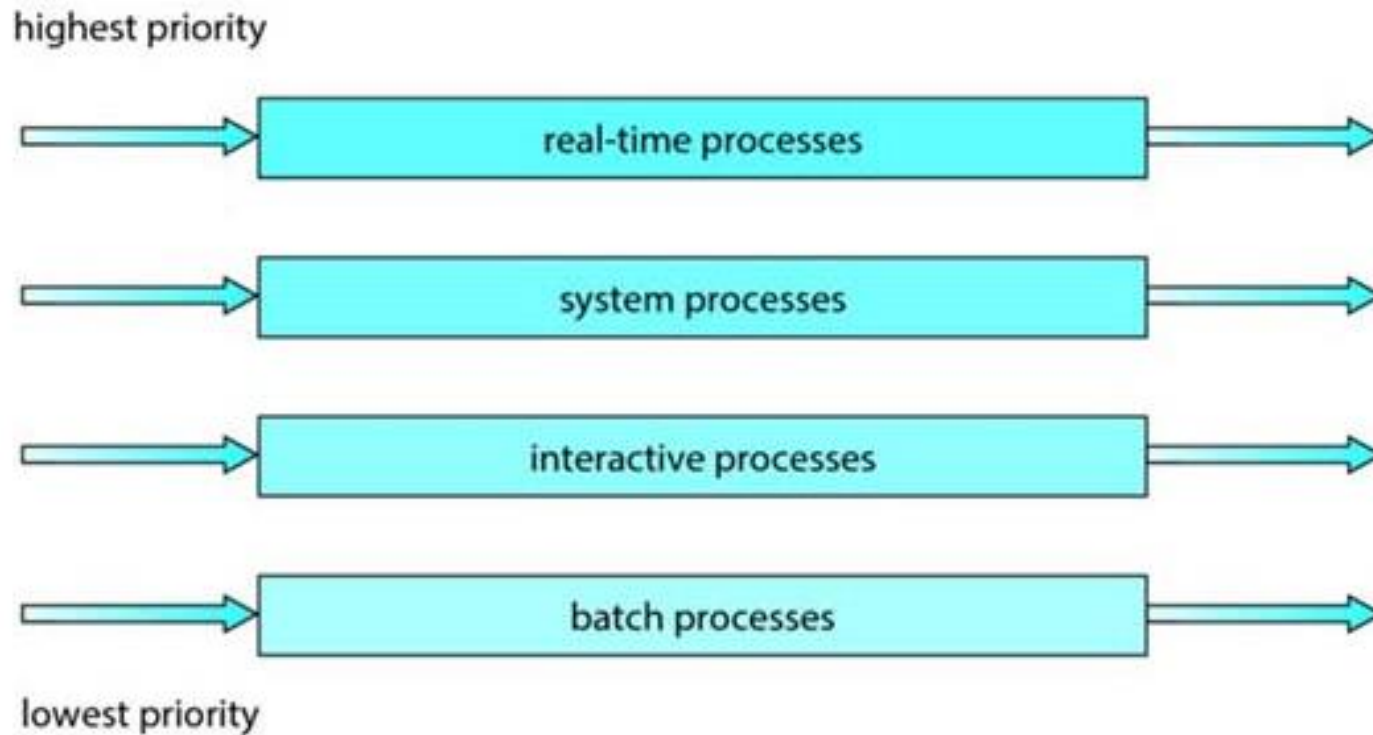 highest priority
real-time processes
system processes
interactive processes
batch processes
lowest priority